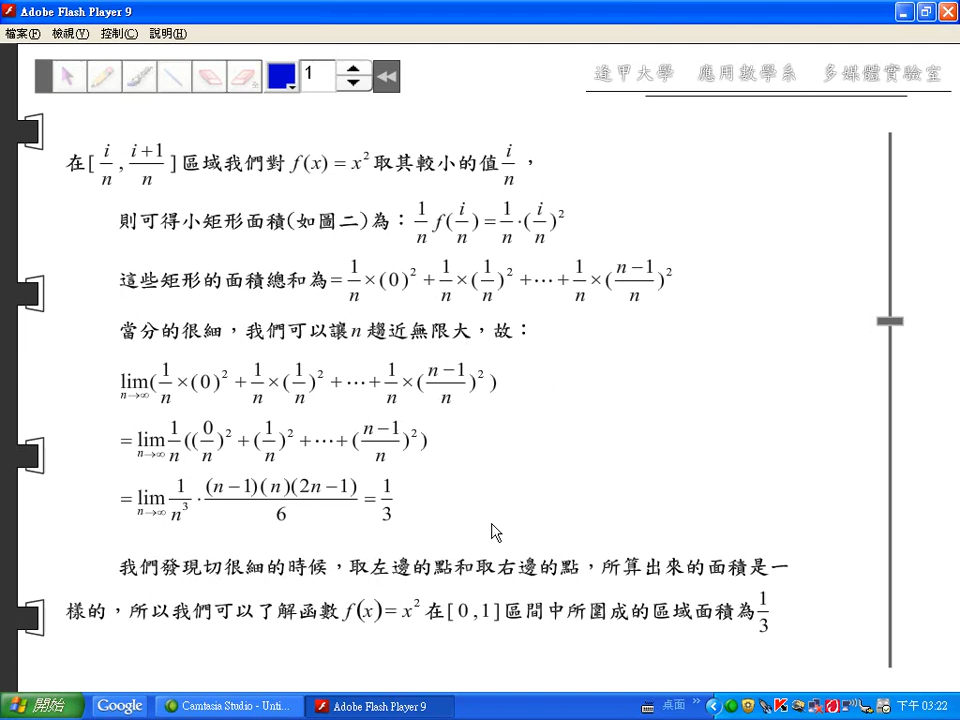 Adobe Flash Player 9
檔案(F) 檢視(V) 控制(C) 說明(H)
1
逢甲大學 應用數學系 多媒體實驗室
在[ i/n , (i+1)/n ]區域我們對 f(x) = x² 取其較小的值 i/n ，
則可得小矩形面積(如圖二)為： 1/n f( i/n ) = 1/n ·( i/n )²
這些矩形的面積總和為= 1/n ×(0)² + 1/n ×( 1/n )² +⋯+ 1/n ×( (n−1)/n )²
當分的很細，我們可以讓 n 趨近無限大，故：
lim n→∞ ( 1/n ×(0)² + 1/n ×( 1/n )² +⋯+ 1/n ×( (n−1)/n )² )
= lim n→∞ 1/n (( 0/n )² +( 1/n )² +⋯+( (n−1)/n )² )
= lim n→∞ 1/n³ · (n−1)(n)(2n−1)/6 = 1/3
我們發現切很細的時候，取左邊的點和取右邊的點，所算出來的面積是一
樣的，所以我們可以了解函數 f(x) = x² 在[0,1]區間中所圍成的區域面積為 1/3
開始 Google Camtasia Studio - Unti... Adobe Flash Player 9 桌面 » 下午 03:22